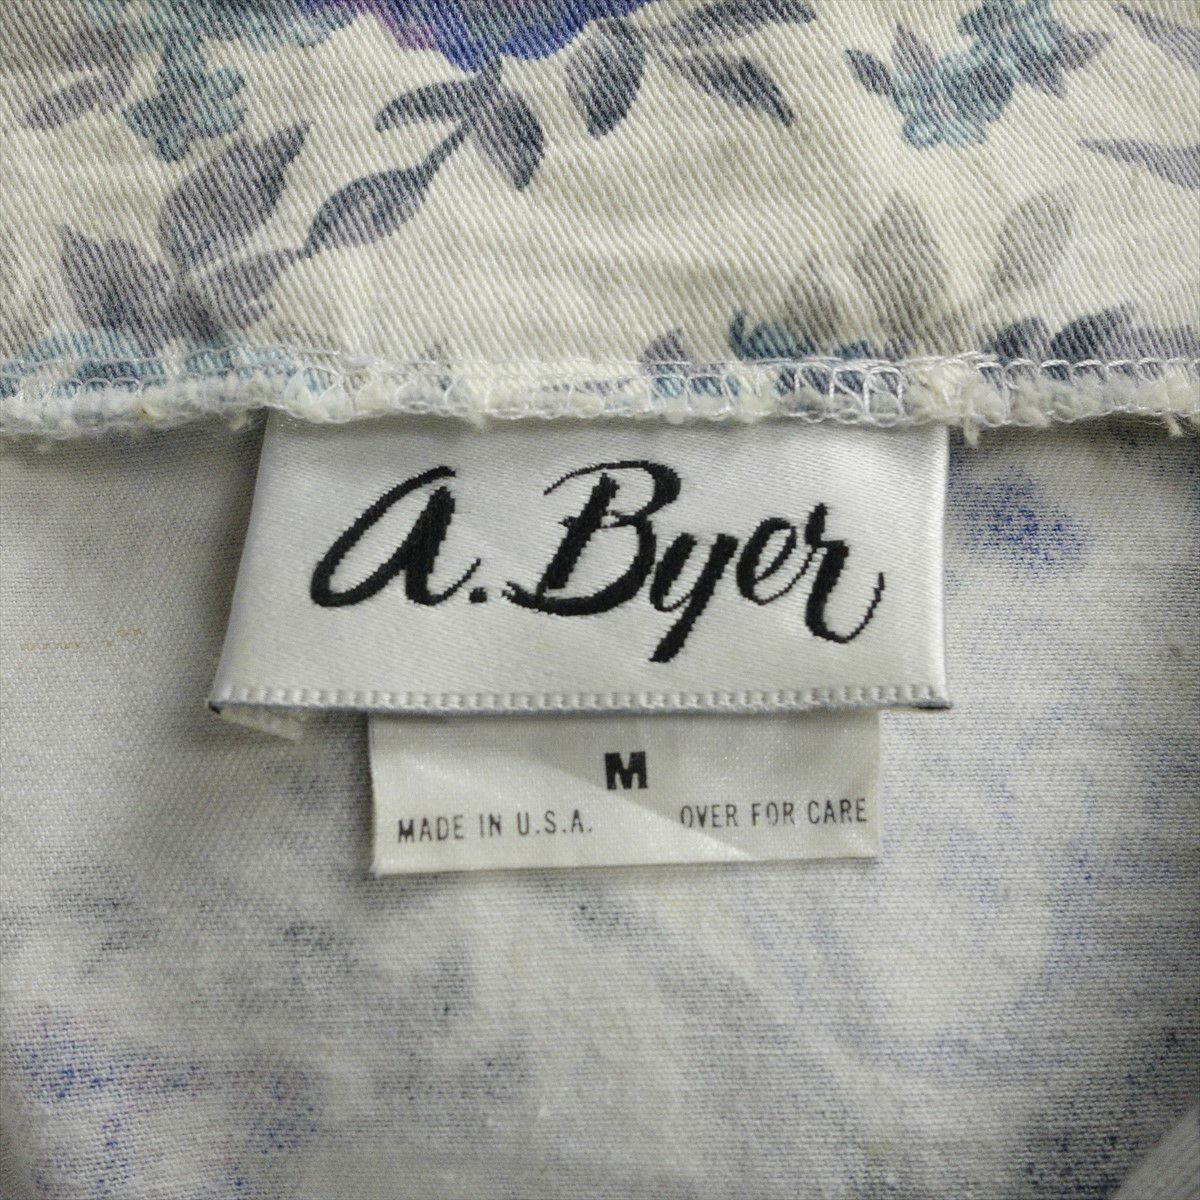 a. Byer
M
MADE IN U.S.A. OVER FOR CARE